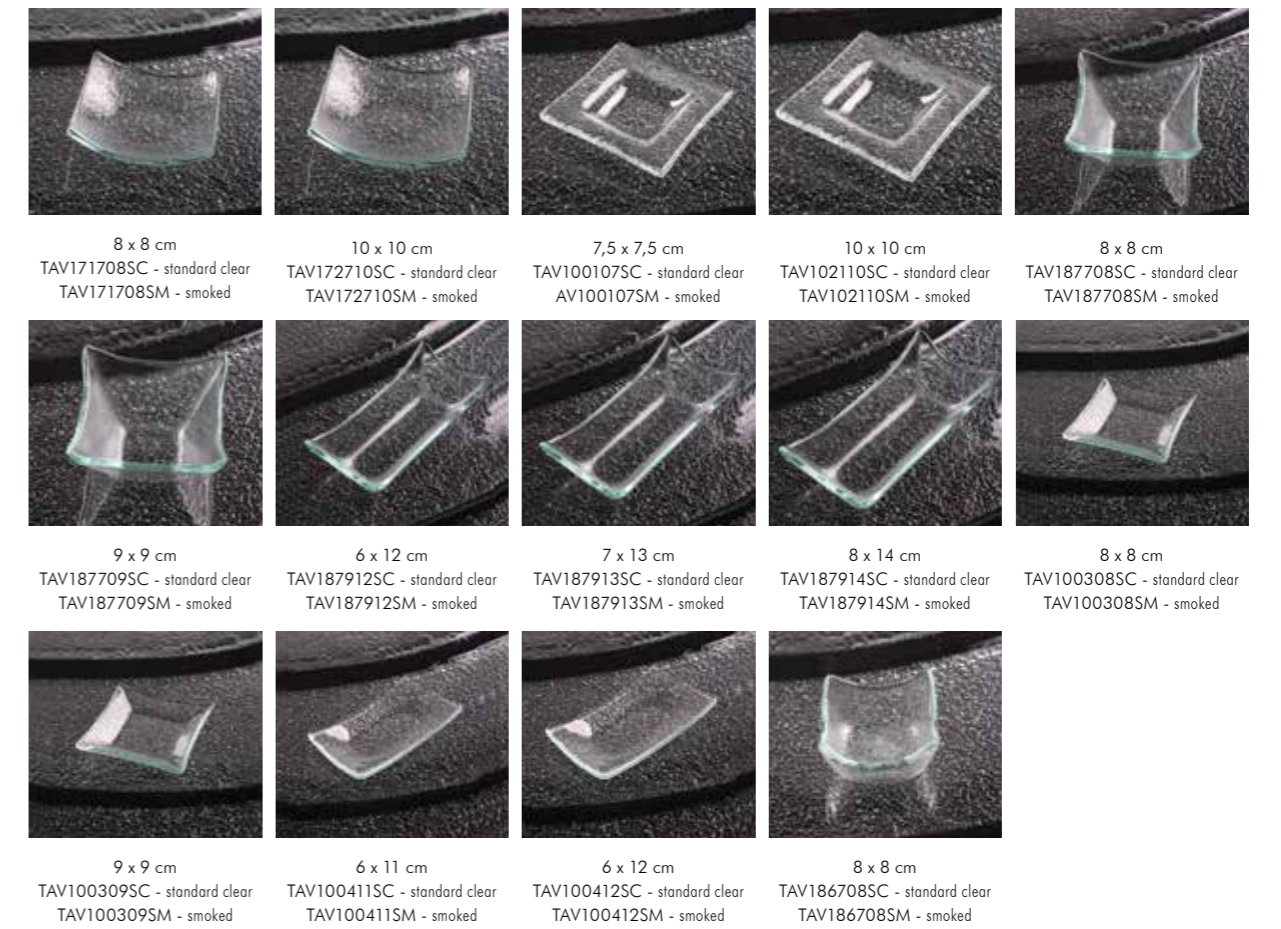 8 x 8 cm
TAV171708SC - standard clear
TAV171708SM - smoked
10 x 10 cm
TAV172710SC - standard clear
TAV172710SM - smoked
7,5 x 7,5 cm
TAV100107SC - standard clear
AV100107SM - smoked
10 x 10 cm
TAV102110SC - standard clear
TAV102110SM - smoked
8 x 8 cm
TAV187708SC - standard clear
TAV187708SM - smoked
9 x 9 cm
TAV187709SC - standard clear
TAV187709SM - smoked
6 x 12 cm
TAV187912SC - standard clear
TAV187912SM - smoked
7 x 13 cm
TAV187913SC - standard clear
TAV187913SM - smoked
8 x 14 cm
TAV187914SC - standard clear
TAV187914SM - smoked
8 x 8 cm
TAV100308SC - standard clear
TAV100308SM - smoked
9 x 9 cm
TAV100309SC - standard clear
TAV100309SM - smoked
6 x 11 cm
TAV100411SC - standard clear
TAV100411SM - smoked
6 x 12 cm
TAV100412SC - standard clear
TAV100412SM - smoked
8 x 8 cm
TAV186708SC - standard clear
TAV186708SM - smoked